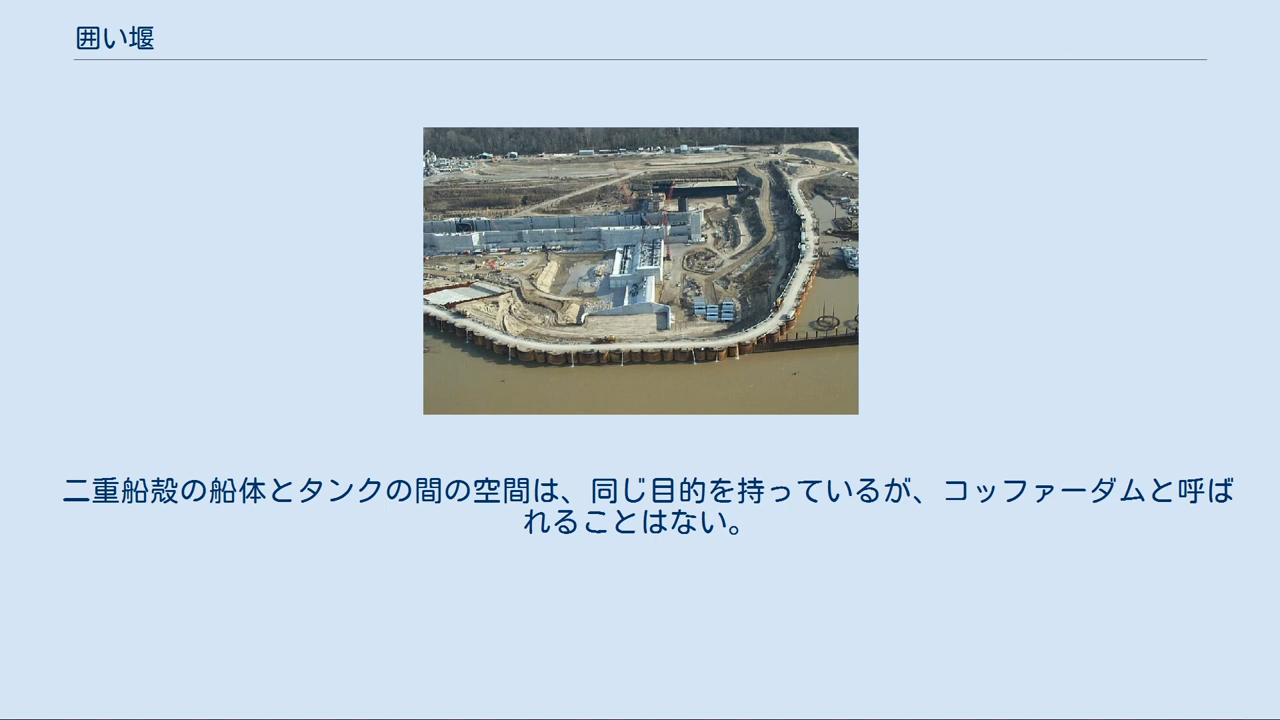 囲い堰
二重船殻の船体とタンクの間の空間は、同じ目的を持っているが、コッファーダムと呼ば
れることはない。